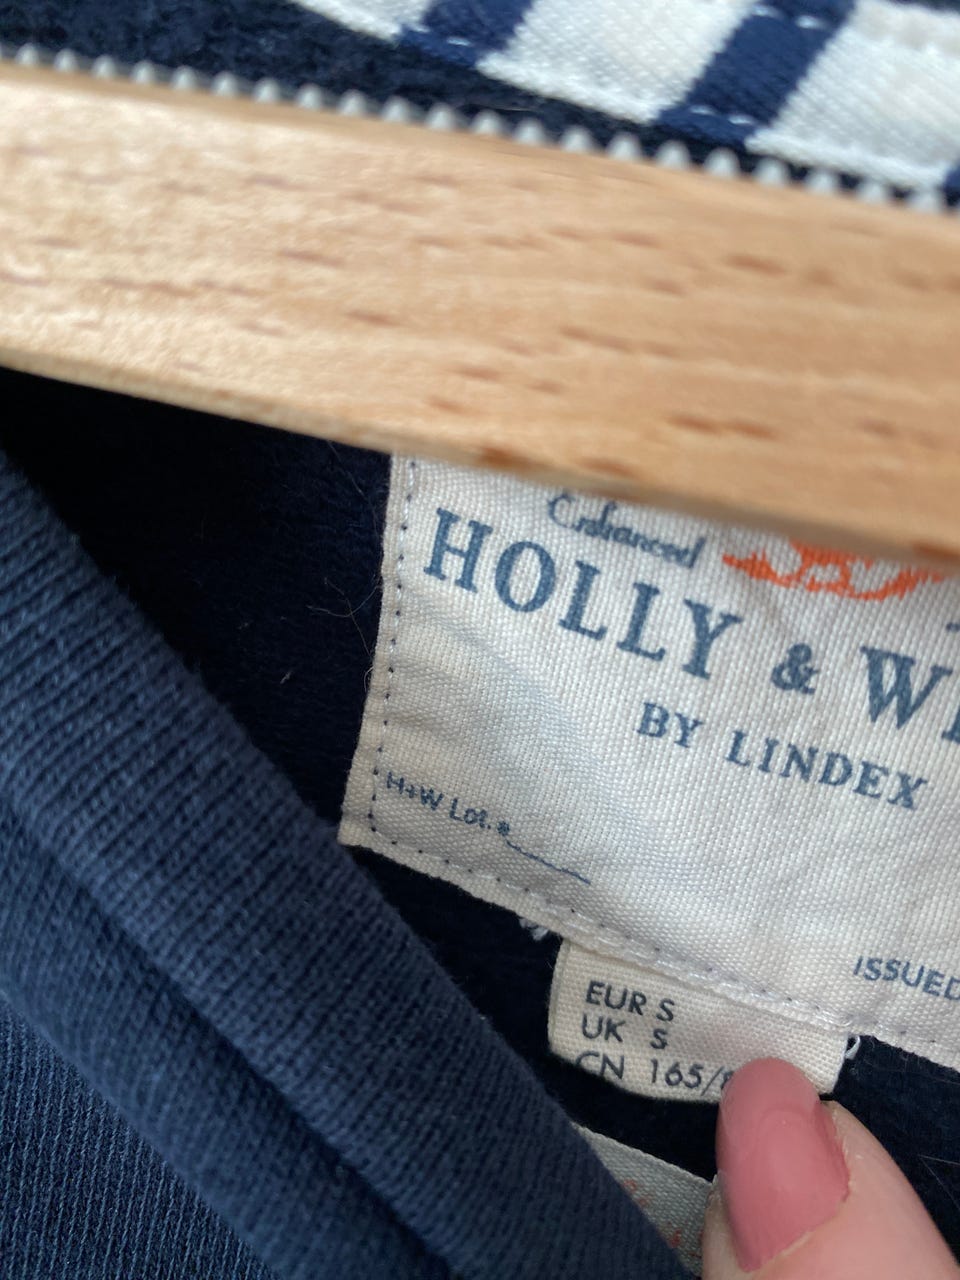 Enhanced
HOLLY & W
BY LINDEX
H+W Lot. #
ISSUED
EUR S
UK S
CN 165/